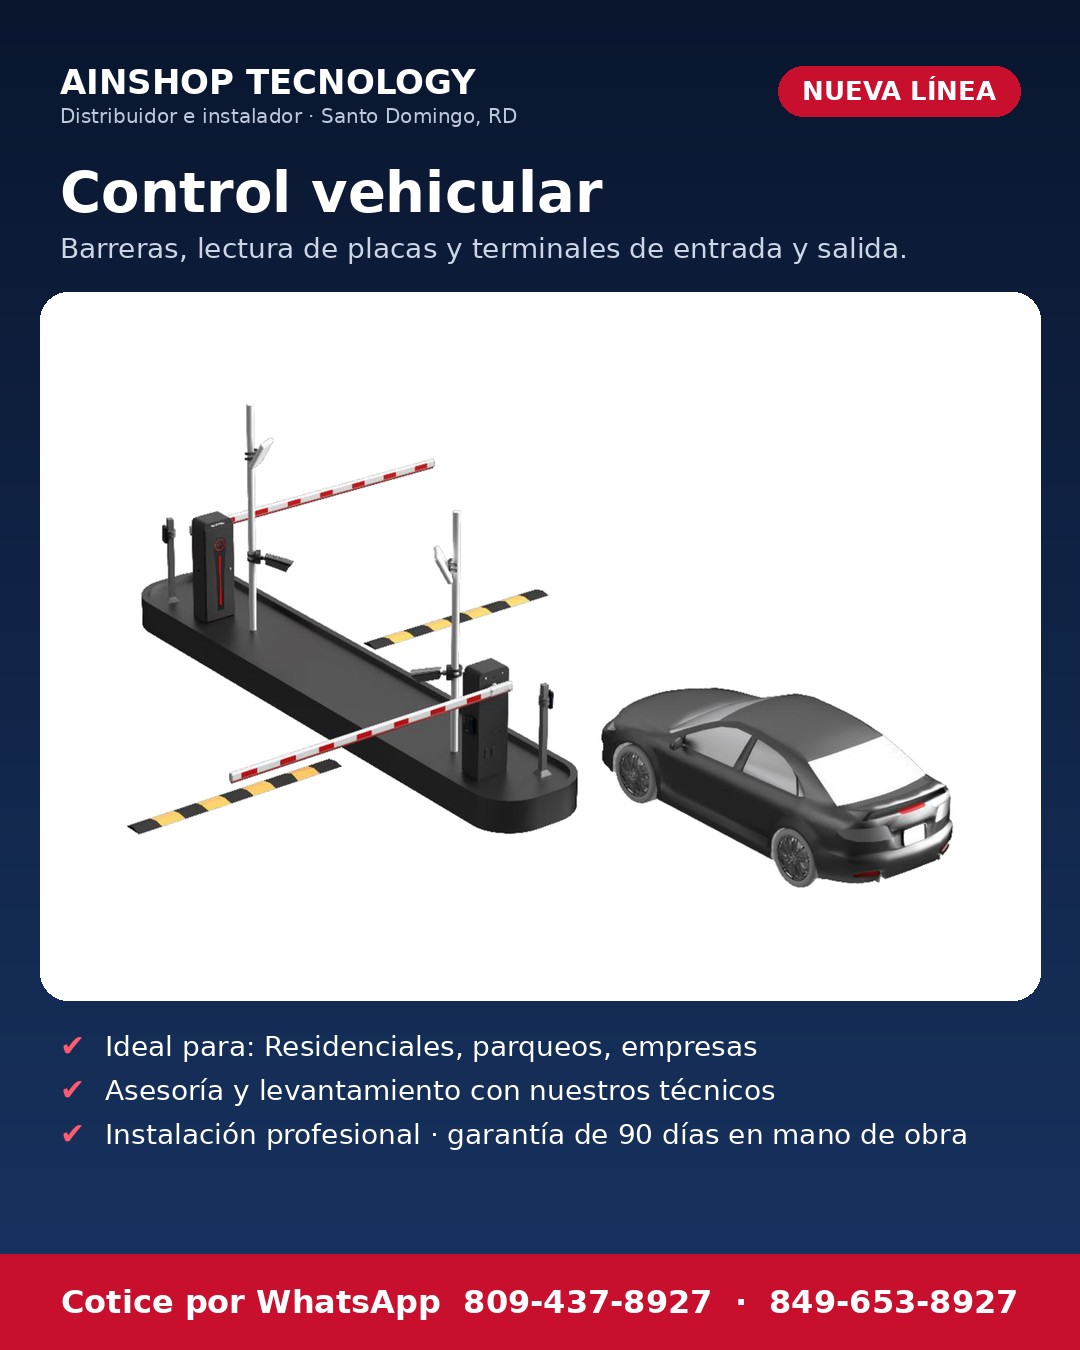 AINSHOP TECNOLOGY
Distribuidor e instalador · Santo Domingo, RD
NUEVA LÍNEA
Control vehicular
Barreras, lectura de placas y terminales de entrada y salida.
✔ Ideal para: Residenciales, parqueos, empresas
✔ Asesoría y levantamiento con nuestros técnicos
✔ Instalación profesional · garantía de 90 días en mano de obra
Cotice por WhatsApp 809-437-8927 · 849-653-8927